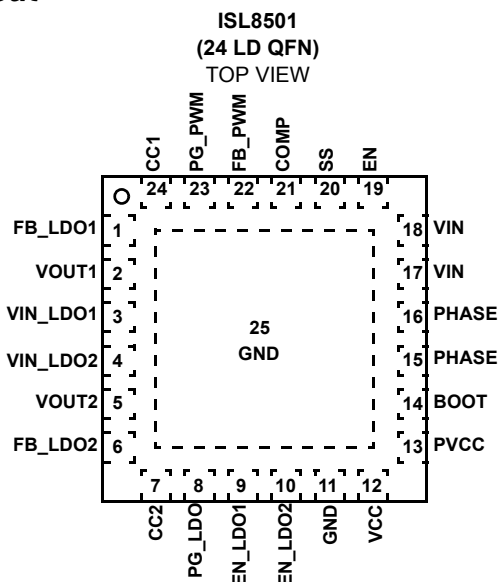 ISL8501
(24 LD QFN)
TOP VIEW
CC1
PG_PWM
FB_PWM
COMP
SS
EN
24
23
22
21
20
19
FB_LDO1 1
18 VIN
VOUT1 2
17 VIN
VIN_LDO1 3
16 PHASE
25
GND
VIN_LDO2 4
15 PHASE
VOUT2 5
14 BOOT
FB_LDO2 6
13 PVCC
7
8
9
10
11
12
CC2
PG_LDO
EN_LDO1
EN_LDO2
GND
VCC